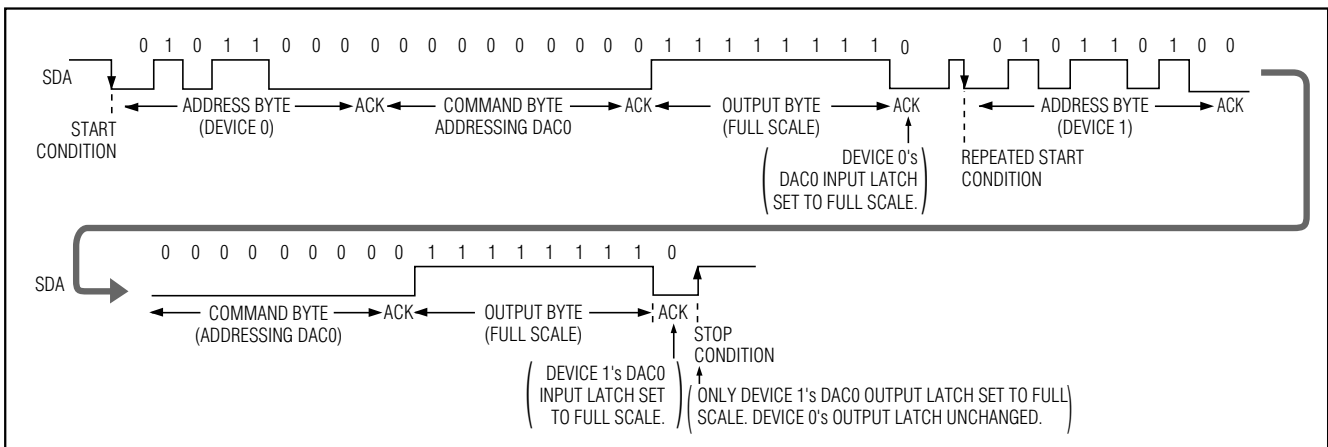 0 1 0 1 1 0 0 0 0 0 0 0 0 0 0 0 0 0 1 1 1 1 1 1 1 1 0 0 1 0 1 1 0 1 0 0
SDA
START CONDITION
ADDRESS BYTE (DEVICE 0)
ACK
COMMAND BYTE ADDRESSING DAC0
ACK
OUTPUT BYTE (FULL SCALE)
ACK
DEVICE 0's
DAC0 INPUT LATCH
SET TO FULL SCALE.
REPEATED START
CONDITION
ADDRESS BYTE
(DEVICE 1)
ACK
0 0 0 0 0 0 0 0 0 1 1 1 1 1 1 1 1 0
SDA
COMMAND BYTE
(ADDRESSING DAC0)
ACK
OUTPUT BYTE
(FULL SCALE)
ACK
STOP
CONDITION
DEVICE 1's DAC0
INPUT LATCH SET
TO FULL SCALE.
ONLY DEVICE 1's DAC0 OUTPUT LATCH SET TO FULL
SCALE. DEVICE 0's OUTPUT LATCH UNCHANGED.